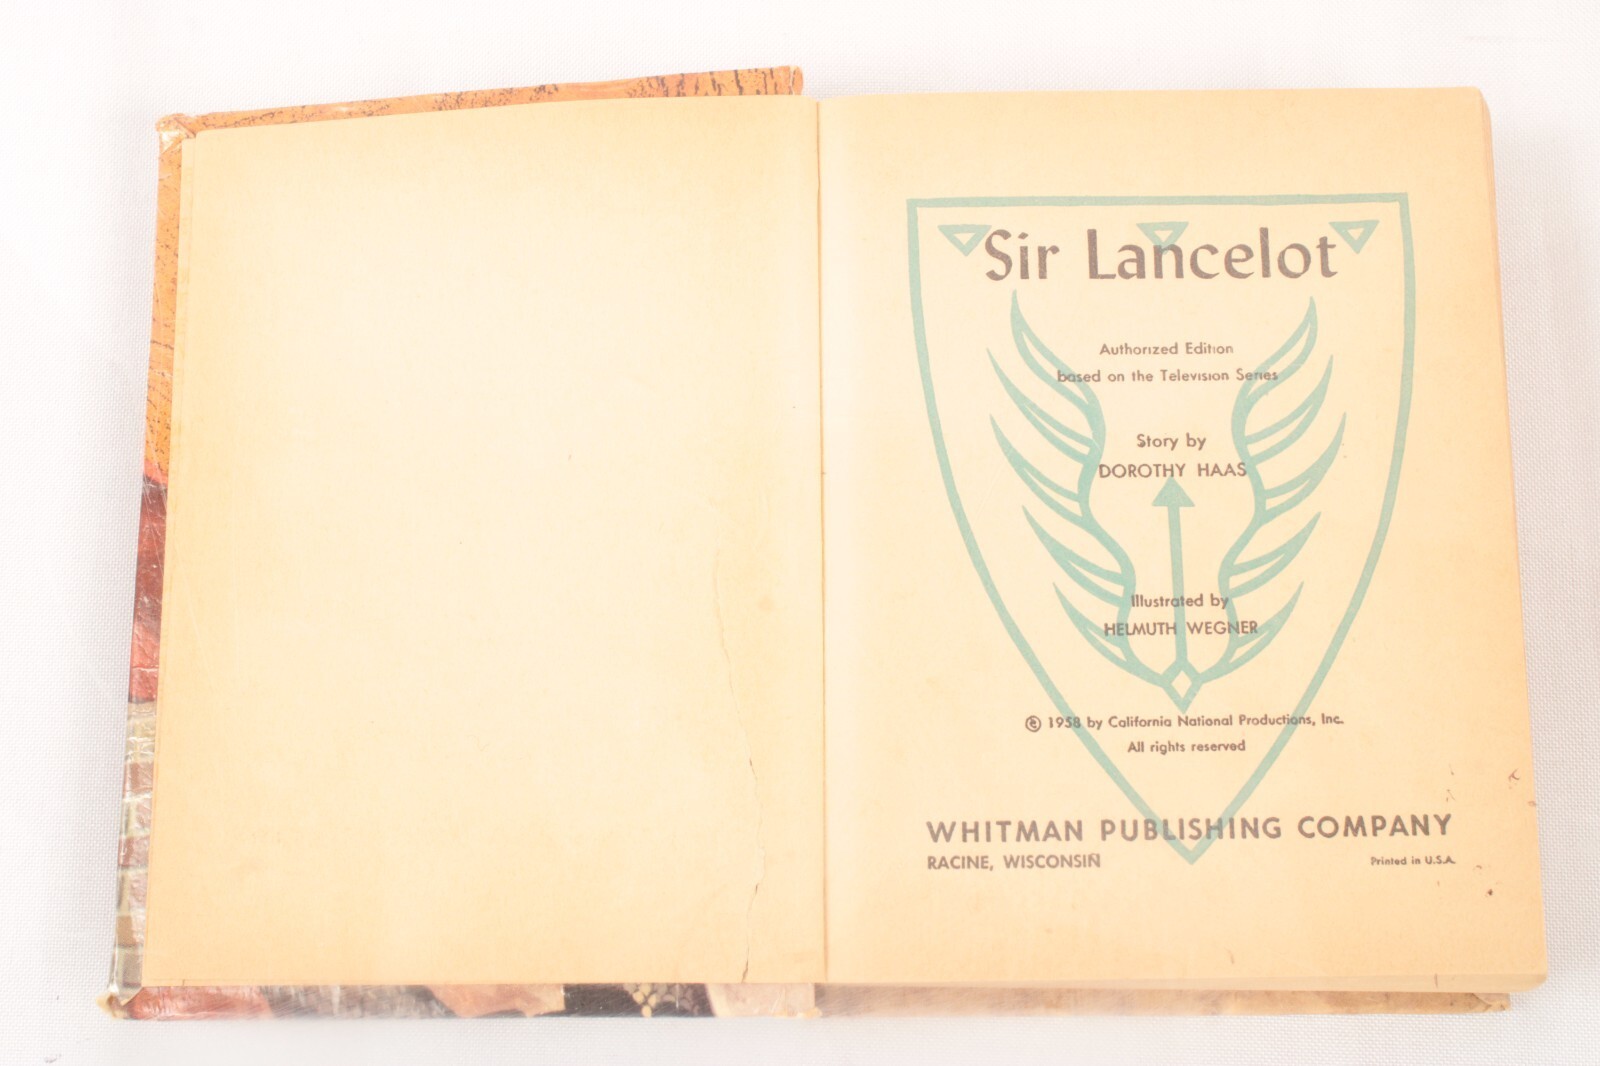 Sir Lancelot
Authorized Edition
based on the Television Series
Story by
DOROTHY HAAS
Illustrated by
HELMUTH WEGNER
© 1958 by California National Productions, Inc.
All rights reserved
WHITMAN PUBLISHING COMPANY
RACINE, WISCONSIN
Printed in U.S.A.